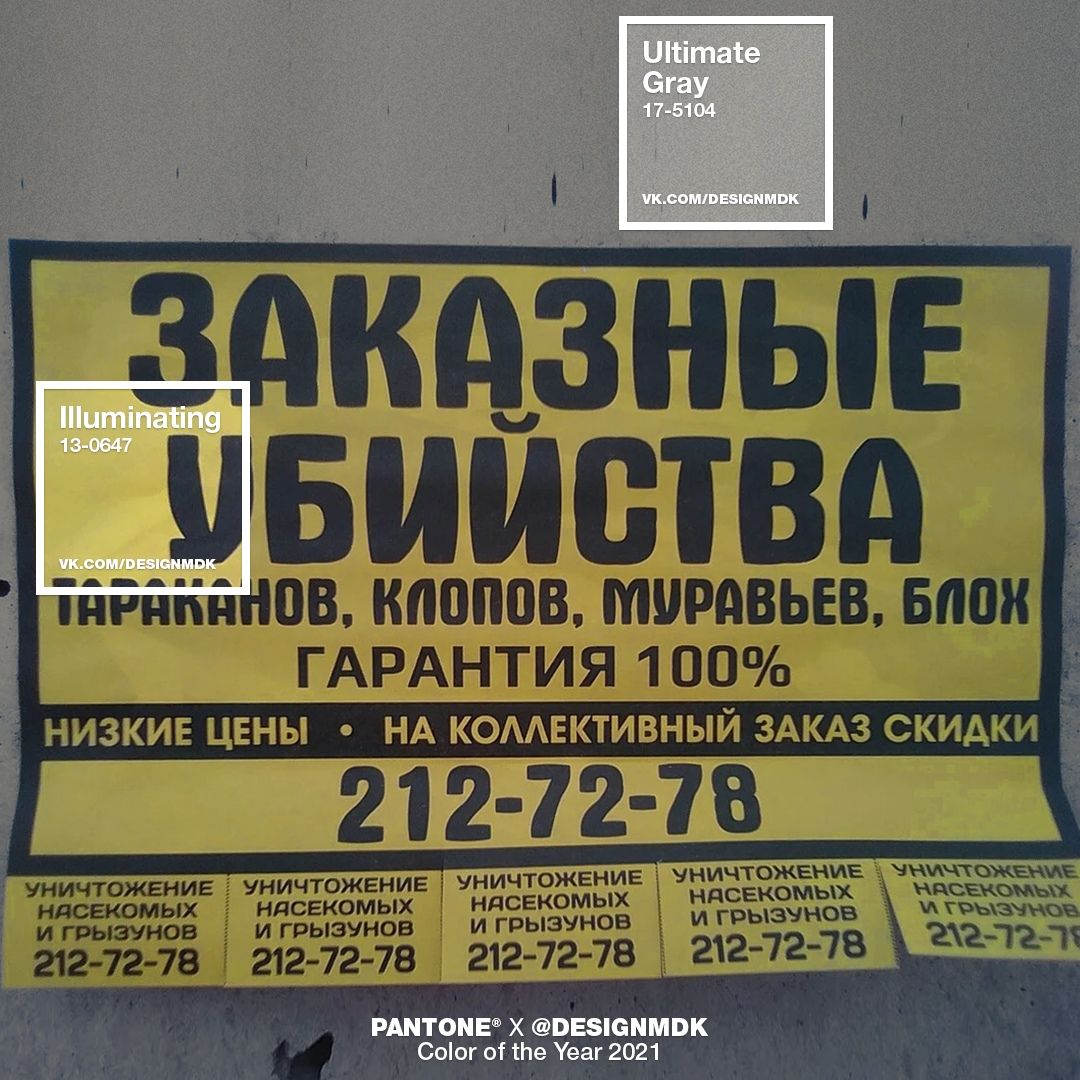 Ultimate
Gray
17-5104
VK.COM/DESIGNMDK
ЗАКАЗНЫЕ
Illuminating
13-0647
УБИЙСТВА
VK.COM/DESIGNMDK
ТАРАКАНОВ, КЛОПОВ, МУРАВЬЕВ, БЛОХ
ГАРАНТИЯ 100%
НИЗКИЕ ЦЕНЫ • НА КОЛЛЕКТИВНЫЙ ЗАКАЗ СКИДКИ
212-72-78
УНИЧТОЖЕНИЕ
НАСЕКОМЫХ
И ГРЫЗУНОВ
212-72-78
УНИЧТОЖЕНИЕ
НАСЕКОМЫХ
И ГРЫЗУНОВ
212-72-78
УНИЧТОЖЕНИЕ
НАСЕКОМЫХ
И ГРЫЗУНОВ
212-72-78
УНИЧТОЖЕНИЕ
НАСЕКОМЫХ
И ГРЫЗУНОВ
212-72-78
УНИЧТОЖЕНИЕ
НАСЕКОМЫХ
И ГРЫЗУНОВ
212-72-78
PANTONE® X @DESIGNMDK
Color of the Year 2021